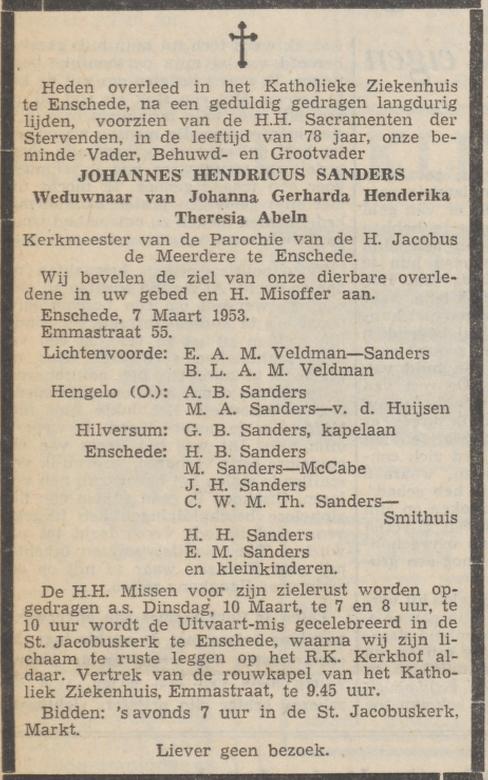 Heden overleed in het Katholieke Ziekenhuis
te Enschede, na een geduldig gedragen langdurig
lijden, voorzien van de H.H. Sacramenten der
Stervenden, in de leeftijd van 78 jaar, onze be-
minde Vader, Behuwd- en Grootvader
JOHANNES HENDRICUS SANDERS
Weduwnaar van Johanna Gerharda Henderika
Theresia Abeln
Kerkmeester van de Parochie van de H. Jacobus
de Meerdere te Enschede.
Wij bevelen de ziel van onze dierbare overle-
dene in uw gebed en H. Misoffer aan.
Enschede, 7 Maart 1953.
Emmastraat 55.
Lichtenvoorde: E. A. M. Veldman—Sanders
B. L. A. M. Veldman
Hengelo (O.): A. B. Sanders
M. A. Sanders—v. d. Huijsen
Hilversum: G. B. Sanders, kapelaan
Enschede: H. B. Sanders
M. Sanders—McCabe
J. H. Sanders
C. W. M. Th. Sanders—
Smithuis
H. H. Sanders
E. M. Sanders
en kleinkinderen.
De H.H. Missen voor zijn zielerust worden op-
gedragen a.s. Dinsdag, 10 Maart, te 7 en 8 uur, te
10 uur wordt de Uitvaart-mis gecelebreerd in de
St. Jacobuskerk te Enschede, waarna wij zijn li-
chaam te ruste leggen op het R.K. Kerkhof al-
daar. Vertrek van de rouwkapel van het Katho-
liek Ziekenhuis, Emmastraat, te 9.45 uur.
Bidden: 's avonds 7 uur in de St. Jacobuskerk,
Markt.
Liever geen bezoek.